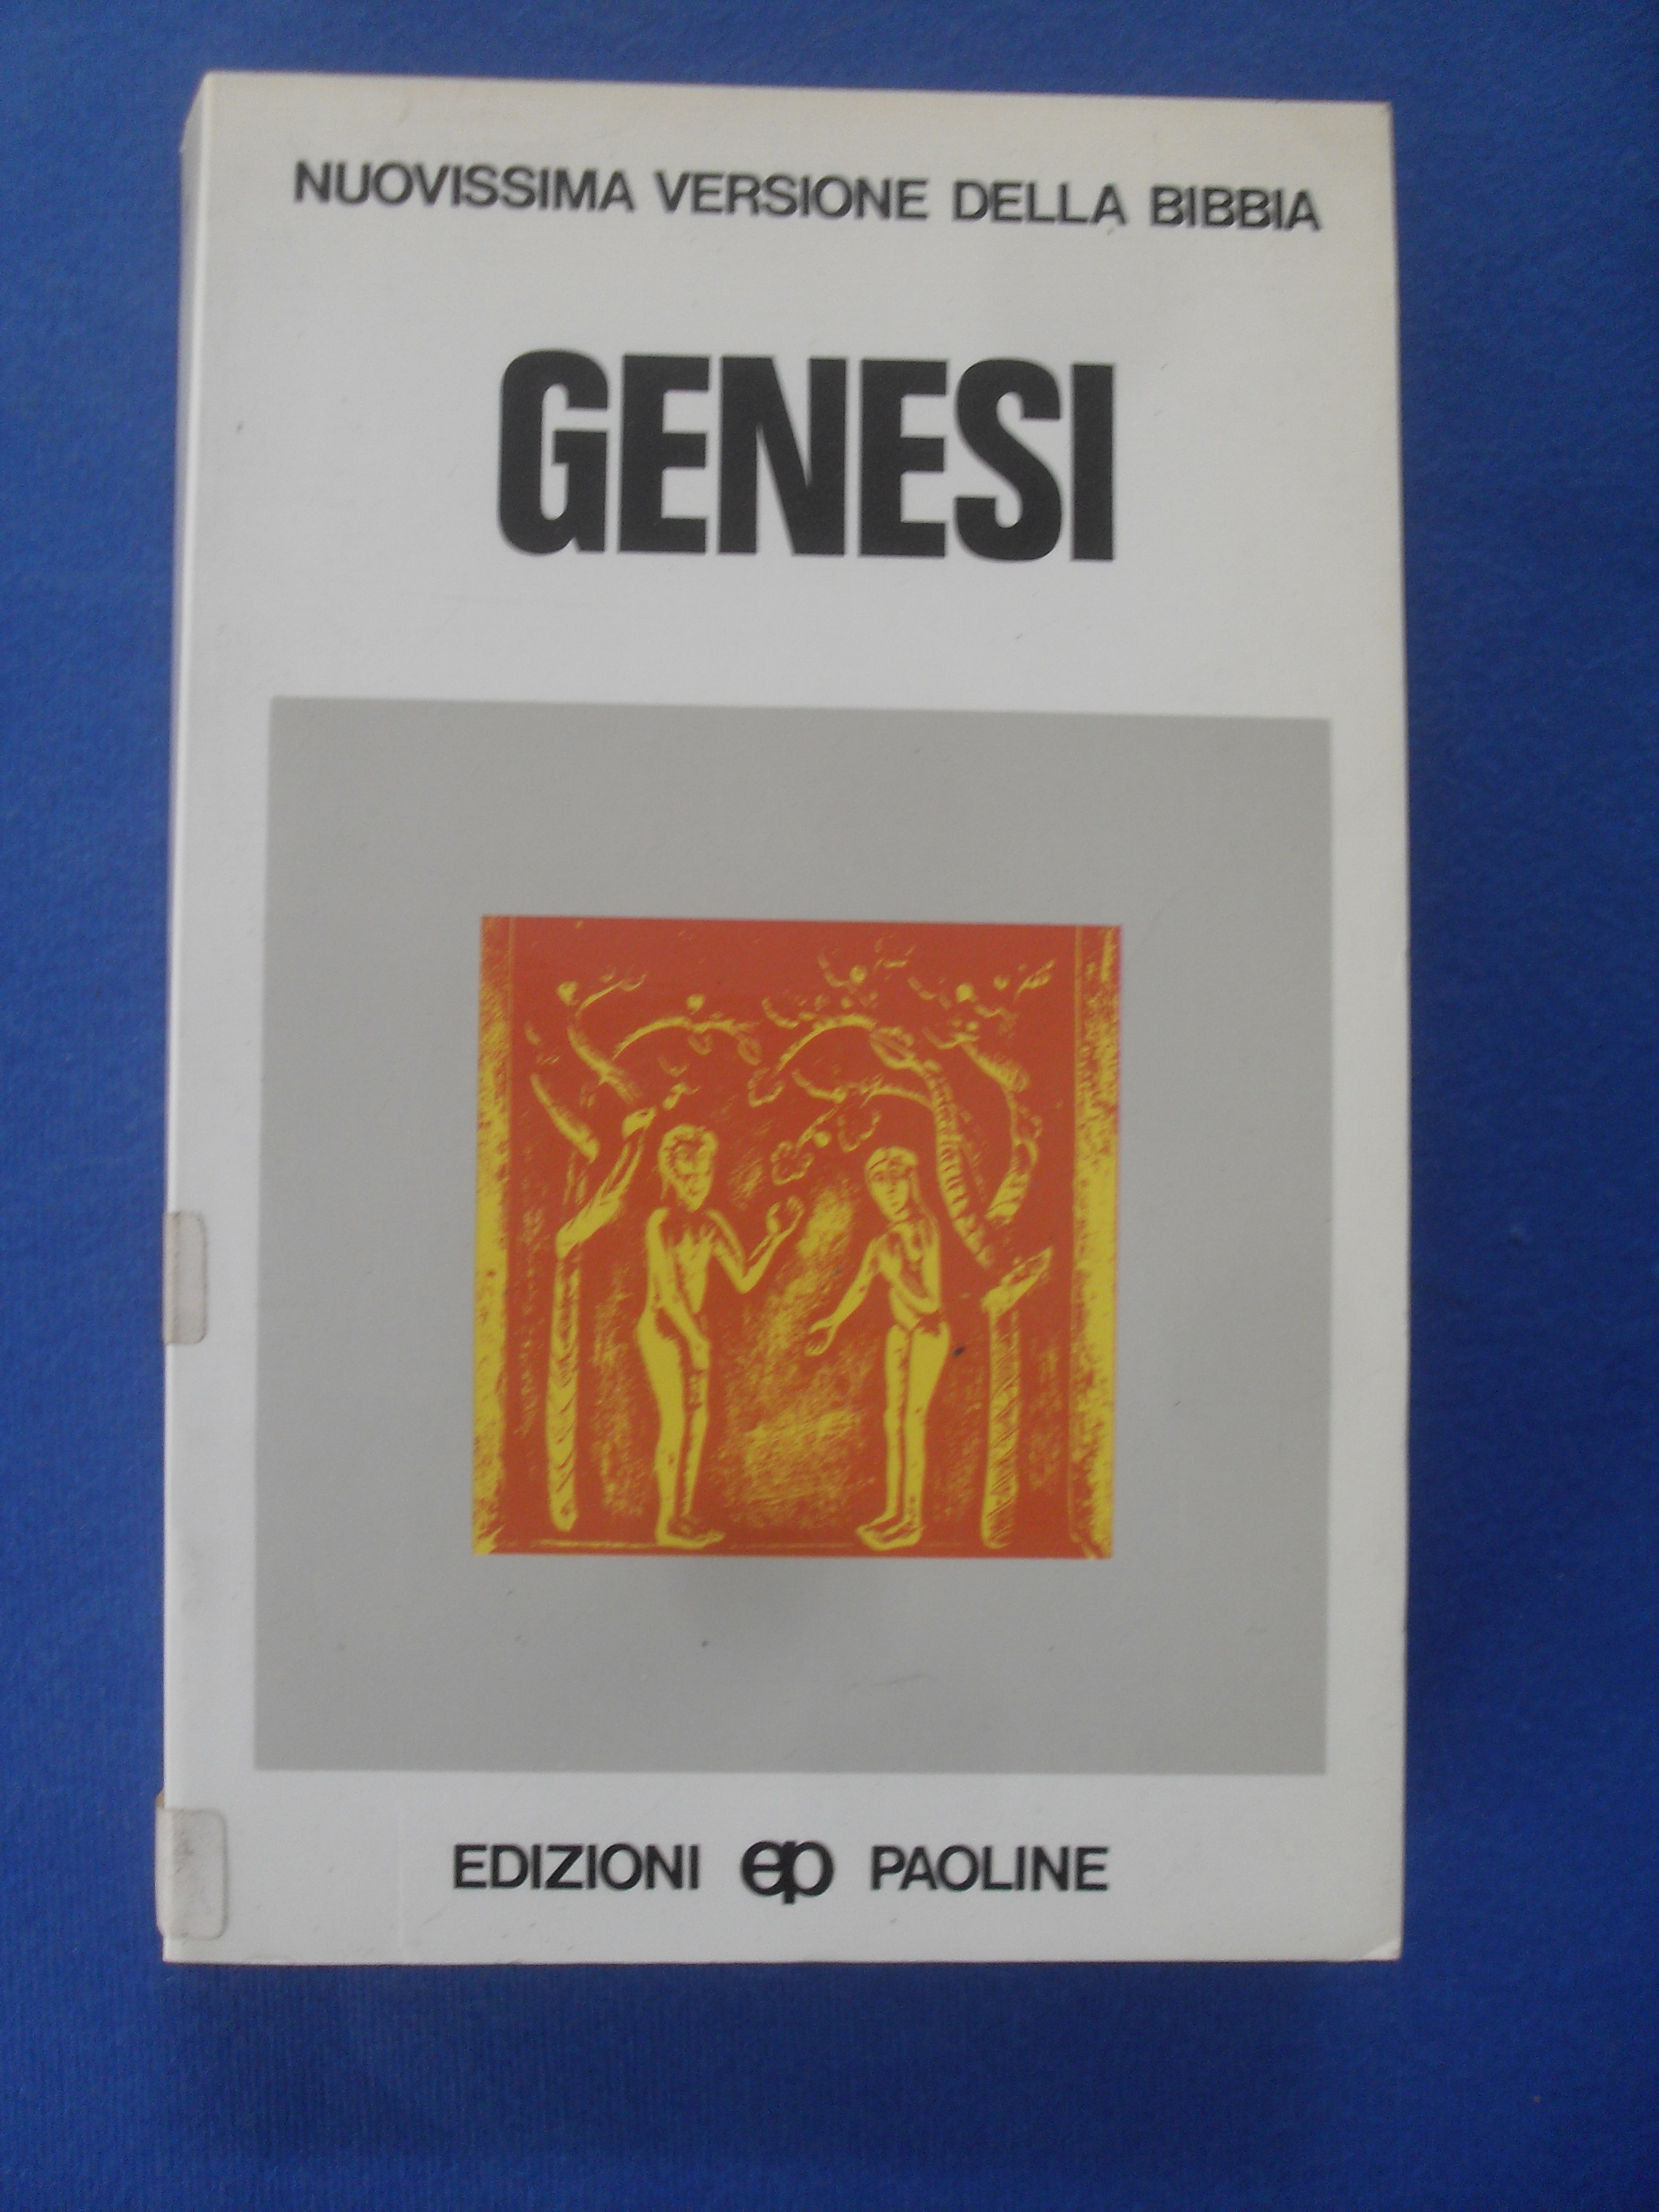 NUOVISSIMA VERSIONE DELLA BIBBIA
GENESI
EDIZIONI ep PAOLINE